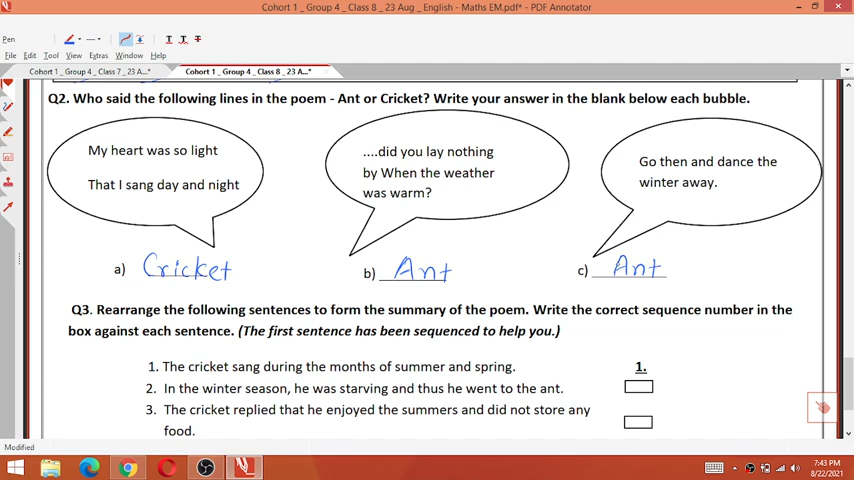 Cohort 1 _ Group 4 _ Class 8 _ 23 Aug _ English - Maths EM.pdf* - PDF Annotator
Pen
File Edit Tool View Extras Window Help
Cohort 1 _ Group 4 _ Class 7 _ 23 A..."
Cohort 1 _ Group 4 _ Class 8 _ 23 A..."
Q2. Who said the following lines in the poem - Ant or Cricket? Write your answer in the blank below each bubble.
My heart was so light
That I sang day and night
....did you lay nothing
by When the weather
was warm?
Go then and dance the
winter away.
a) Cricket
b) Ant
c) Ant
Q3. Rearrange the following sentences to form the summary of the poem. Write the correct sequence number in the
box against each sentence. (The first sentence has been sequenced to help you.)
1. The cricket sang during the months of summer and spring. 1.
2. In the winter season, he was starving and thus he went to the ant.
3. The cricket replied that he enjoyed the summers and did not store any
food.
Modified
7:43 PM
8/22/2021